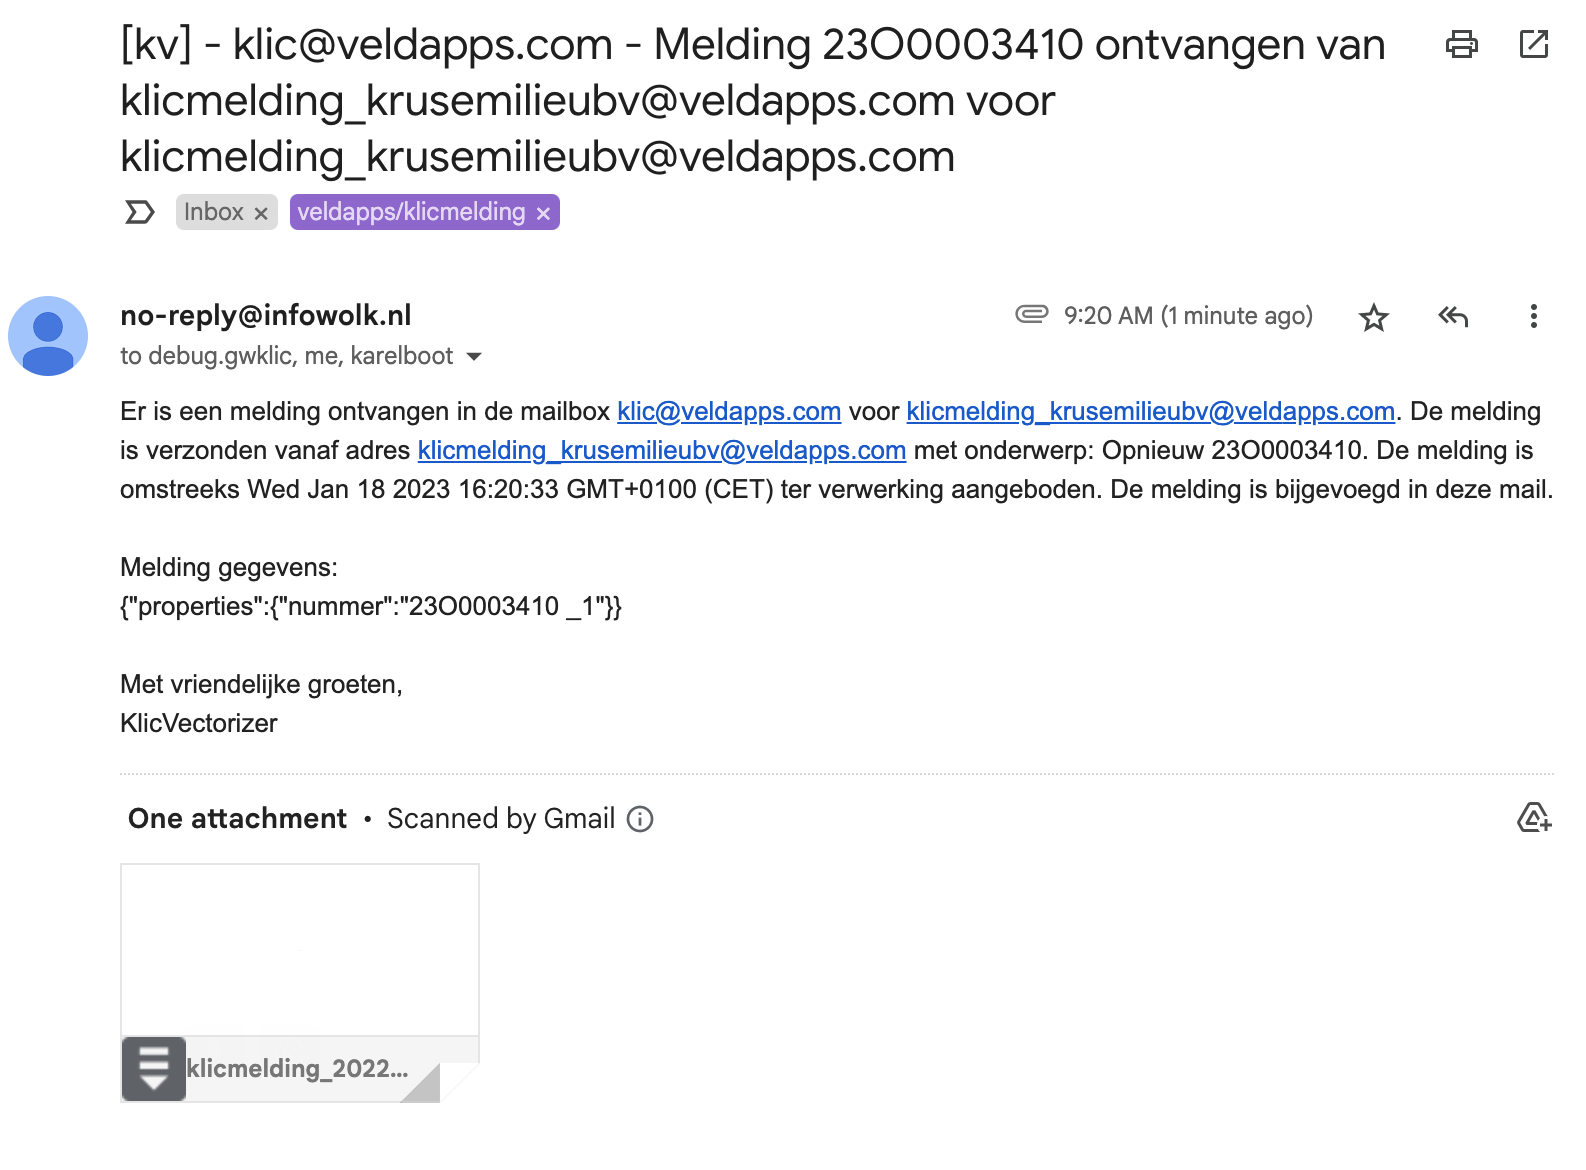 [kv] - klic@veldapps.com - Melding 23O0003410 ontvangen van
klicmelding_krusemilieubv@veldapps.com voor
klicmelding_krusemilieubv@veldapps.com
Inbox ×
veldapps/klicmelding ×
no-reply@infowolk.nl
9:20 AM (1 minute ago)
to debug.gwklic, me, karelboot
Er is een melding ontvangen in de mailbox klic@veldapps.com voor klicmelding_krusemilieubv@veldapps.com. De melding
is verzonden vanaf adres klicmelding_krusemilieubv@veldapps.com met onderwerp: Opnieuw 23O0003410. De melding is
omstreeks Wed Jan 18 2023 16:20:33 GMT+0100 (CET) ter verwerking aangeboden. De melding is bijgevoegd in deze mail.
Melding gegevens:
{"properties":{"nummer":"23O0003410 _1"}}
Met vriendelijke groeten,
KlicVectorizer
One attachment • Scanned by Gmail
klicmelding_2022...